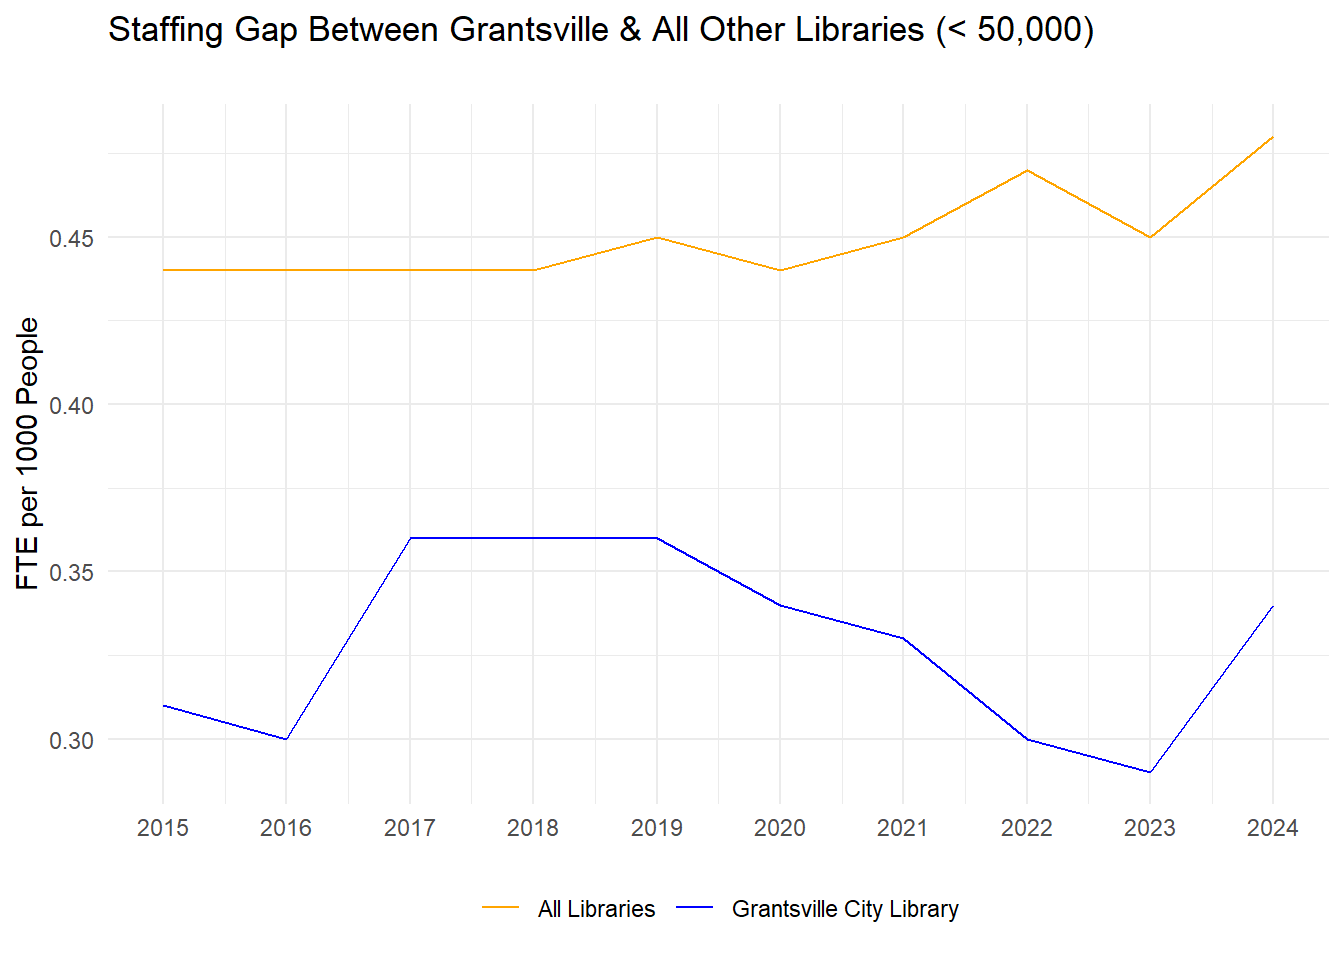 Staffing Gap Between Grantsville & All Other Libraries (< 50,000)
FTE per 1000 People
0.45
0.40
0.35
0.30
2015 2016 2017 2018 2019 2020 2021 2022 2023 2024
All Libraries Grantsville City Library